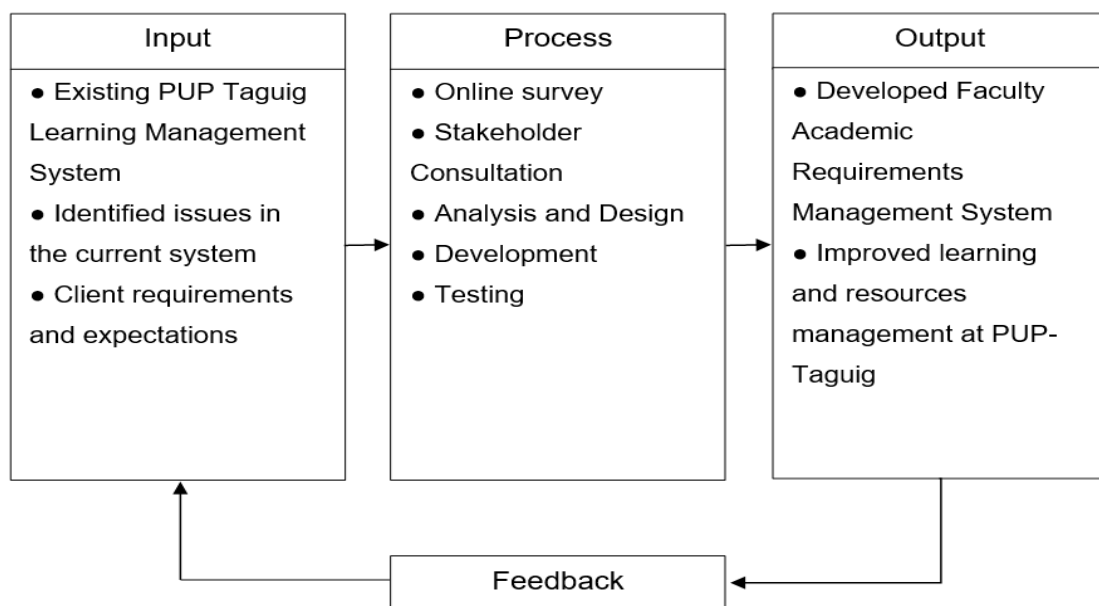 Input
● Existing PUP Taguig
Learning Management
System
● Identified issues in
the current system
● Client requirements
and expectations
Process
● Online survey
● Stakeholder
Consultation
● Analysis and Design
● Development
● Testing
Output
● Developed Faculty
Academic
Requirements
Management System
● Improved learning
and resources
management at PUP-
Taguig
Feedback